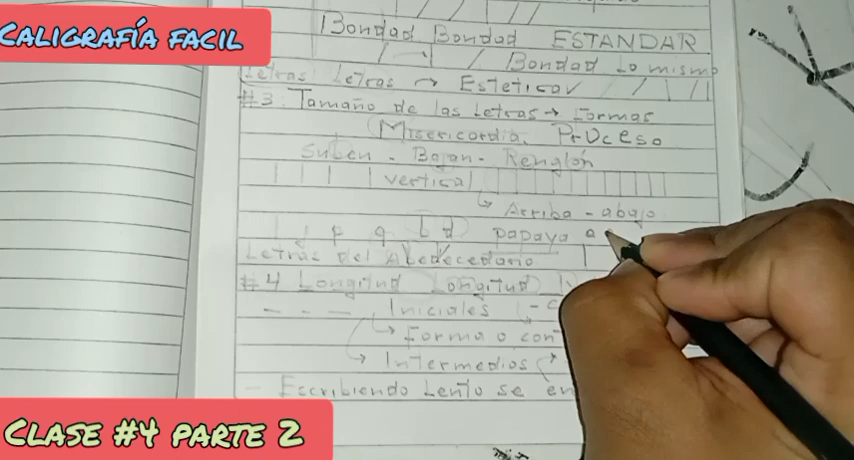 CALIGRAFÍA FACIL
Bondad Bondad ESTANDAR
Bondad Lo mismo
Letras Letras → Estetica
#3. Tamaño de las Letras → Formas
Misericordia. Proceso
Suben - Bajan - Renglón
vertical
↳ Arriba - abajo
j p q b d papaya a
Letras del Abedecedario
#4 Longitud Longitud
- - - Iniciales
↳ Forma o con
↳ Intermedios
- Escribiendo Lento se en
CLASE #4 PARTE 2